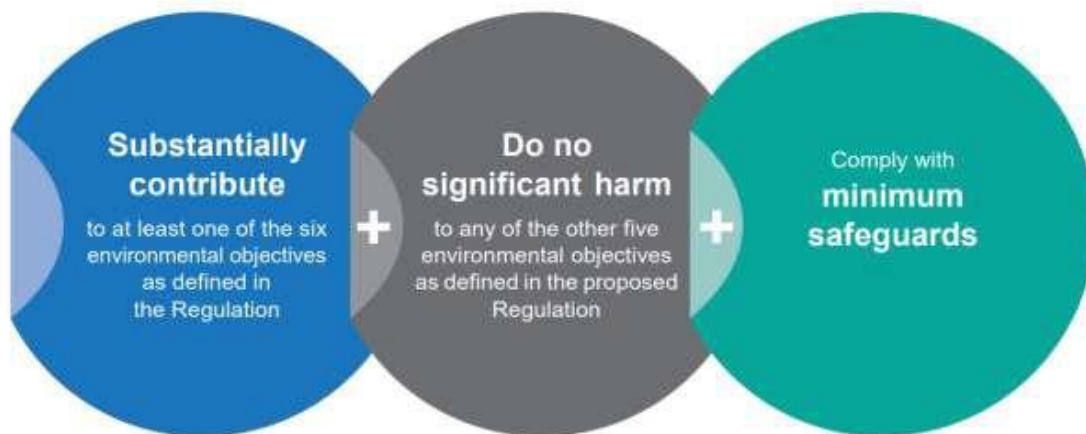 Substantially
contribute
to at least one of the six
environmental objectives
as defined in
the Regulation
+
Do no
significant harm
to any of the other five
environmental objectives
as defined in the proposed
Regulation
+
Comply with
minimum
safeguards